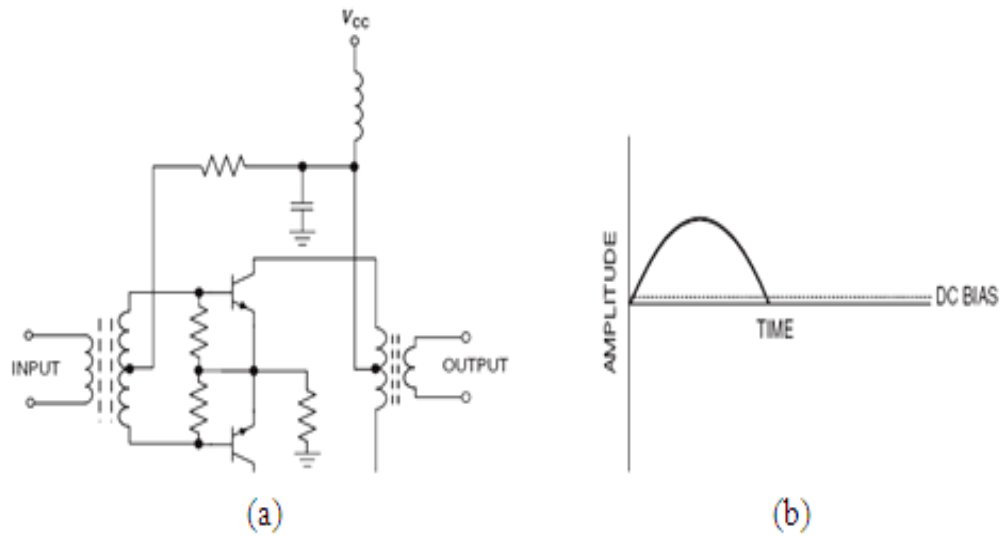 Vcc
INPUT
OUTPUT
(a)
AMPLITUDE
DC BIAS
TIME
(b)